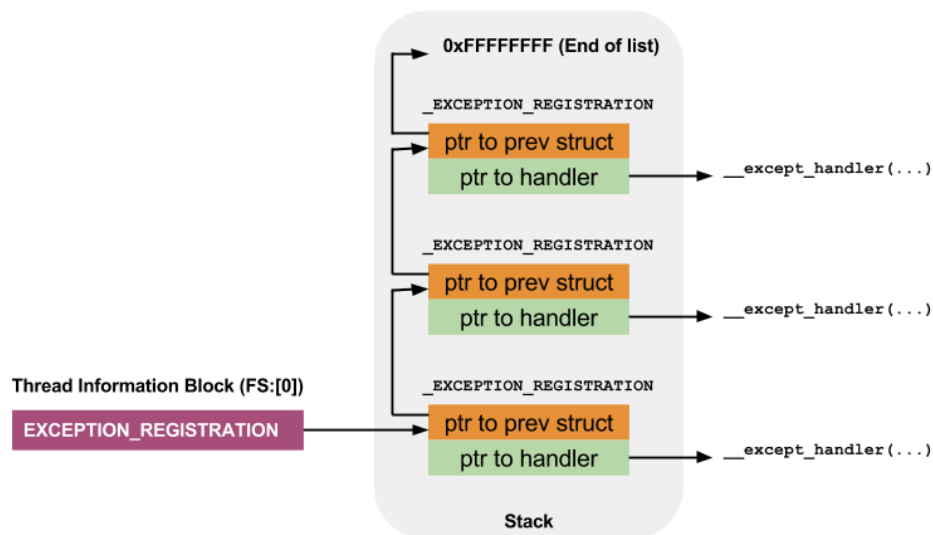 0xFFFFFFFF (End of list)
_EXCEPTION_REGISTRATION
ptr to prev struct
ptr to handler
__except_handler(...)
_EXCEPTION_REGISTRATION
ptr to prev struct
ptr to handler
__except_handler(...)
Thread Information Block (FS:[0])
EXCEPTION_REGISTRATION
_EXCEPTION_REGISTRATION
ptr to prev struct
ptr to handler
__except_handler(...)
Stack